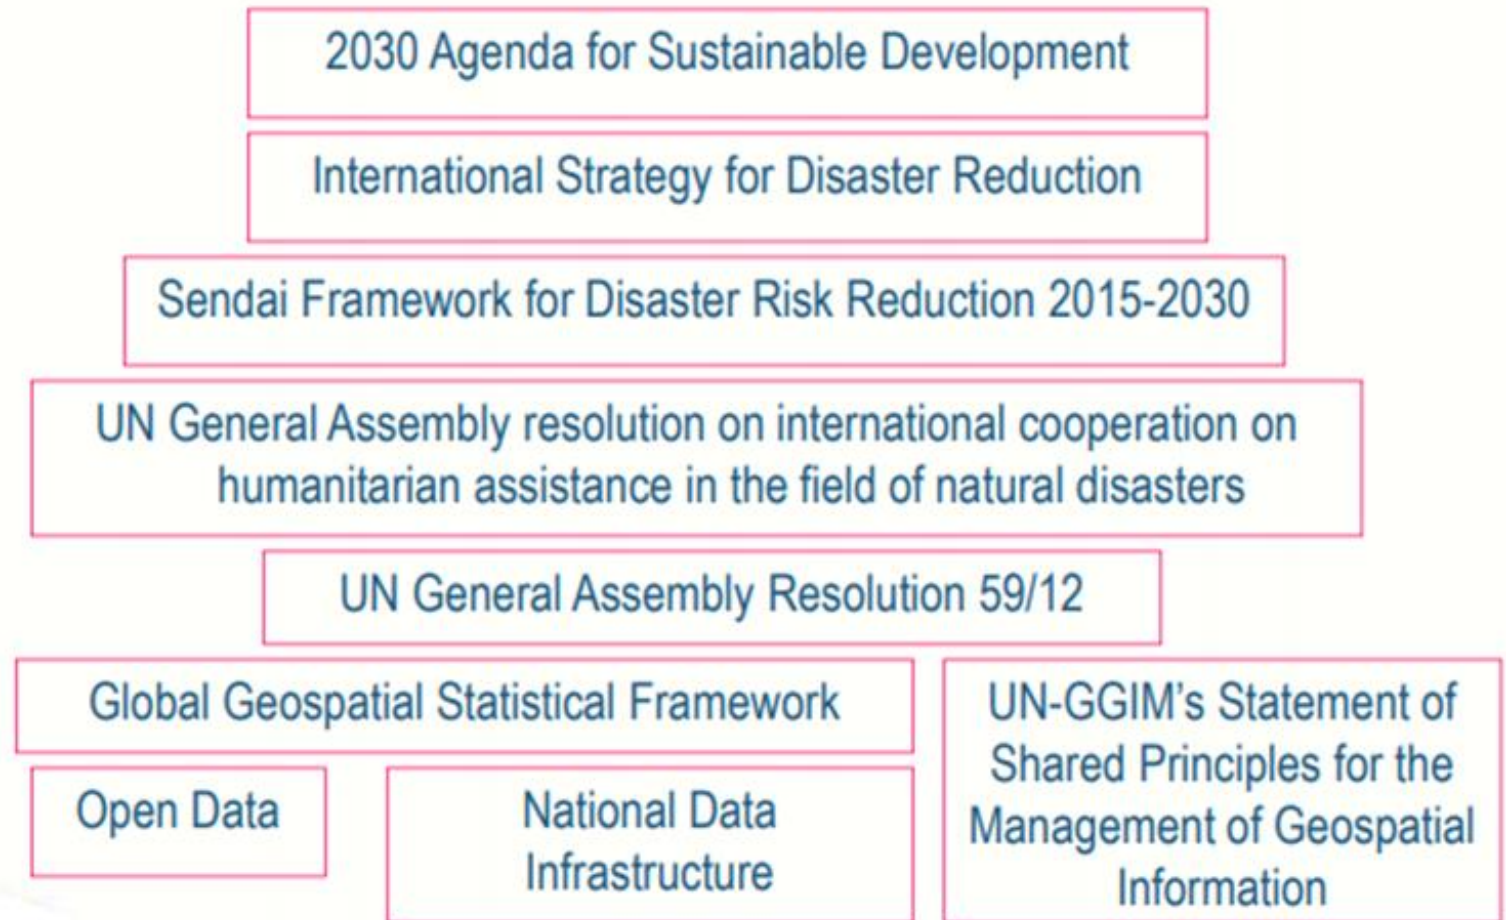 2030 Agenda for Sustainable Development
International Strategy for Disaster Reduction
Sendai Framework for Disaster Risk Reduction 2015-2030
UN General Assembly resolution on international cooperation on
humanitarian assistance in the field of natural disasters
UN General Assembly Resolution 59/12
Global Geospatial Statistical Framework
Open Data
National Data
Infrastructure
UN-GGIM's Statement of
Shared Principles for the
Management of Geospatial
Information